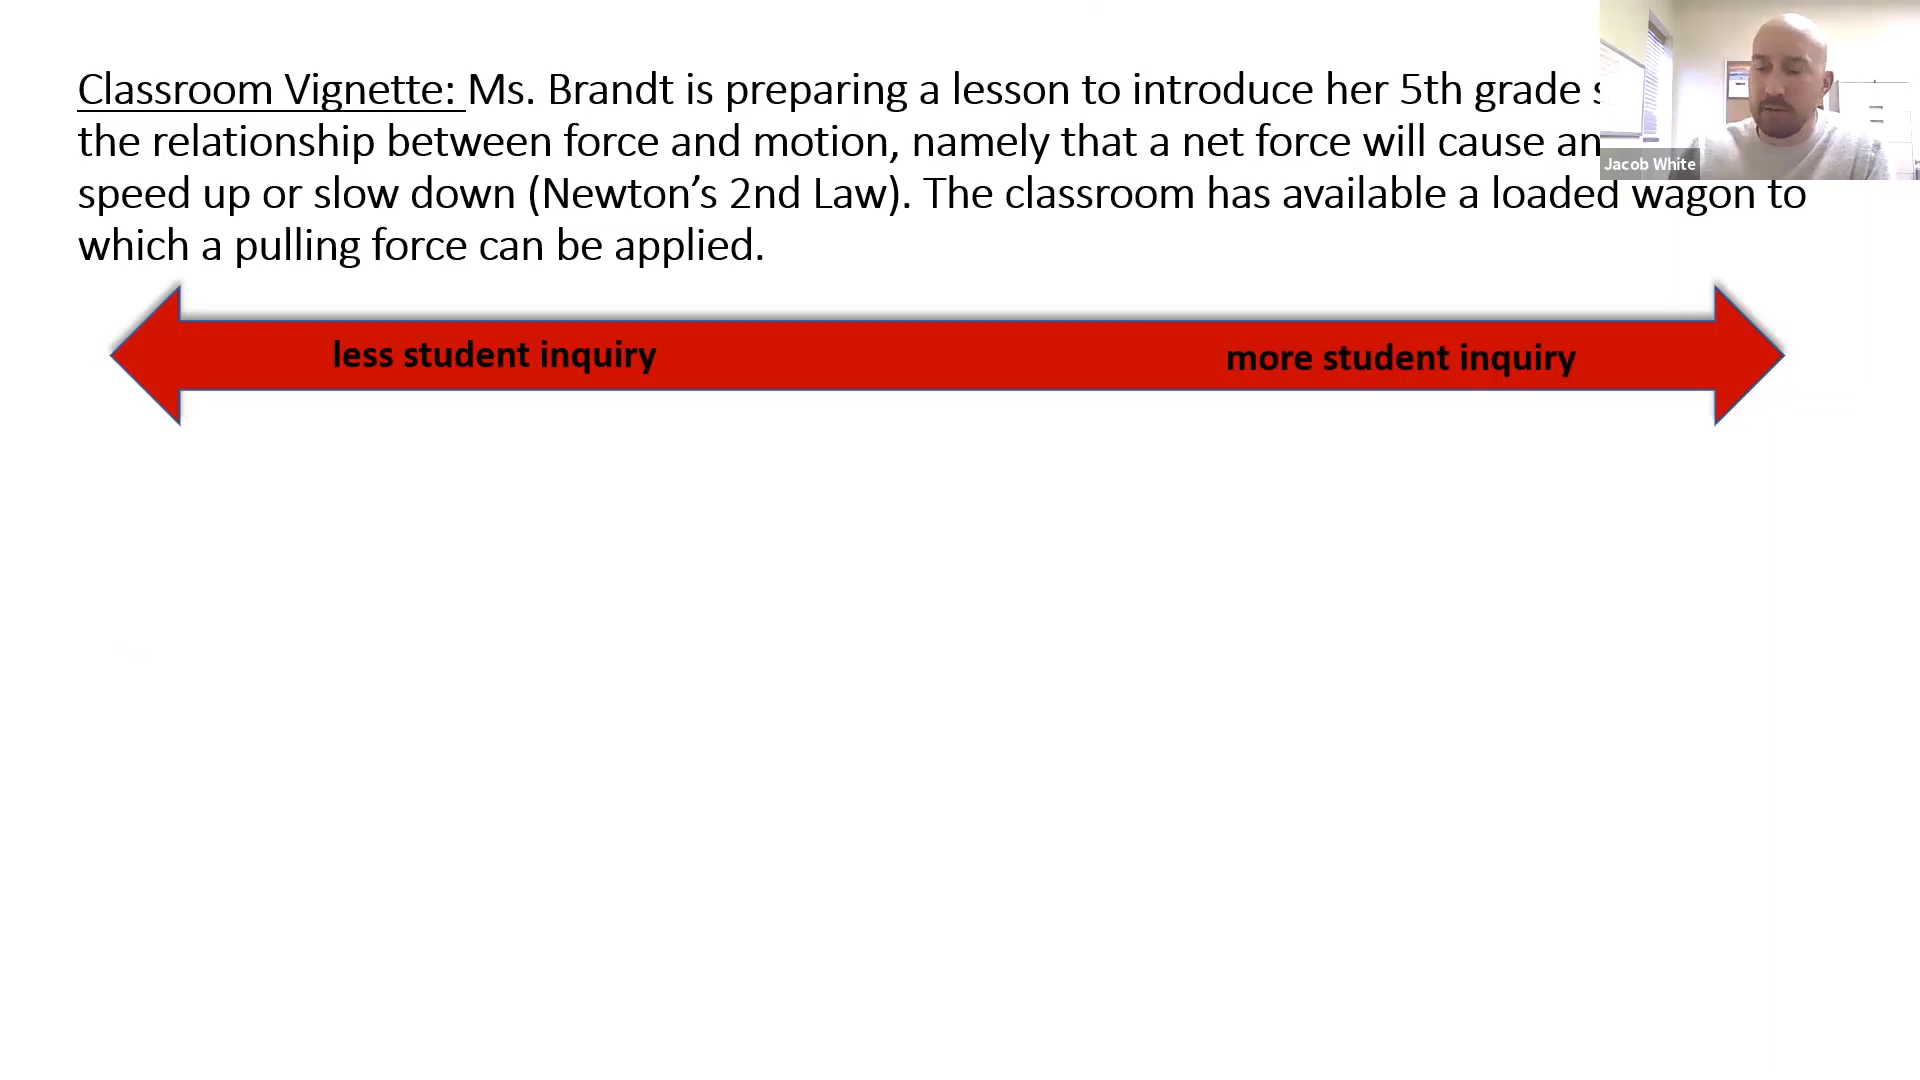 Classroom Vignette: Ms. Brandt is preparing a lesson to introduce her 5th grade
the relationship between force and motion, namely that a net force will cause an
speed up or slow down (Newton’s 2nd Law). The classroom has available a loaded wagon to
which a pulling force can be applied.
Jacob White
less student inquiry
more student inquiry